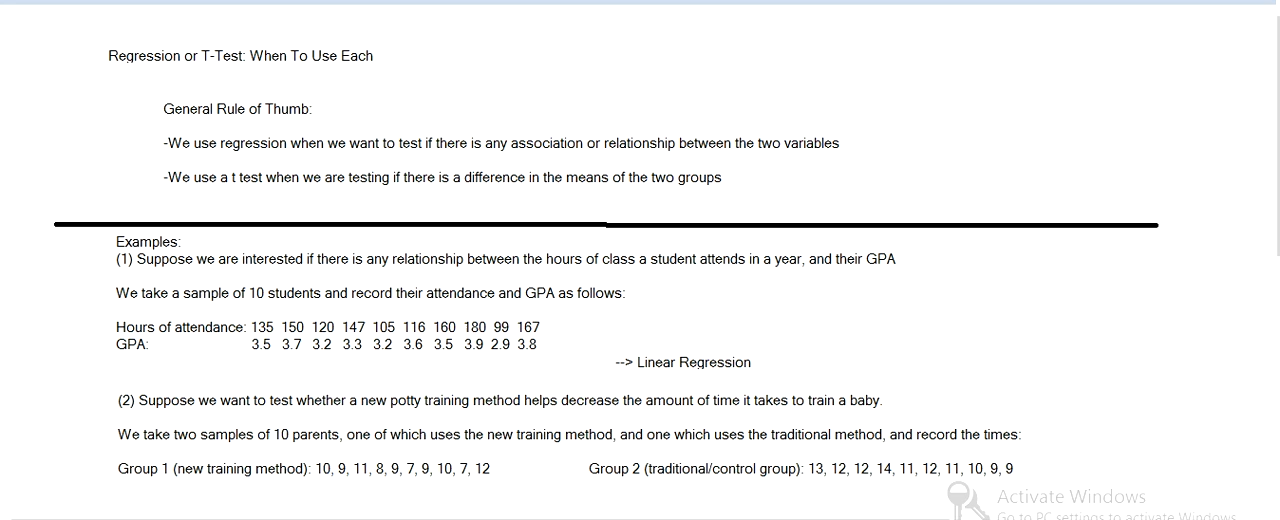 Regression or T-Test: When To Use Each
General Rule of Thumb:
-We use regression when we want to test if there is any association or relationship between the two variables
-We use a t test when we are testing if there is a difference in the means of the two groups
Examples:
(1) Suppose we are interested if there is any relationship between the hours of class a student attends in a year, and their GPA
We take a sample of 10 students and record their attendance and GPA as follows:
Hours of attendance: 135 150 120 147 105 116 160 180 99 167
GPA: 3.5 3.7 3.2 3.3 3.2 3.6 3.5 3.9 2.9 3.8
--> Linear Regression
(2) Suppose we want to test whether a new potty training method helps decrease the amount of time it takes to train a baby.
We take two samples of 10 parents, one of which uses the new training method, and one which uses the traditional method, and record the times:
Group 1 (new training method): 10, 9, 11, 8, 9, 7, 9, 10, 7, 12 Group 2 (traditional/control group): 13, 12, 12, 14, 11, 12, 11, 10, 9, 9
Activate Windows
Go to PC settings to activate Windows